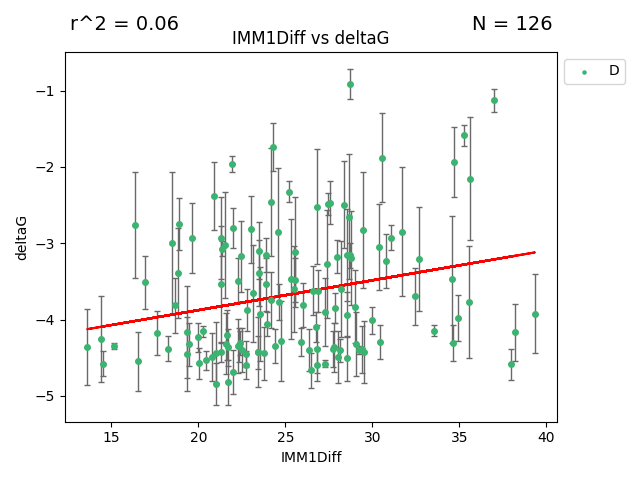 r^2 = 0.06
N = 126
IMM1Diff vs deltaG
D
deltaG
−1
−2
−3
−4
−5
15 20 25 30 35 40
IMM1Diff